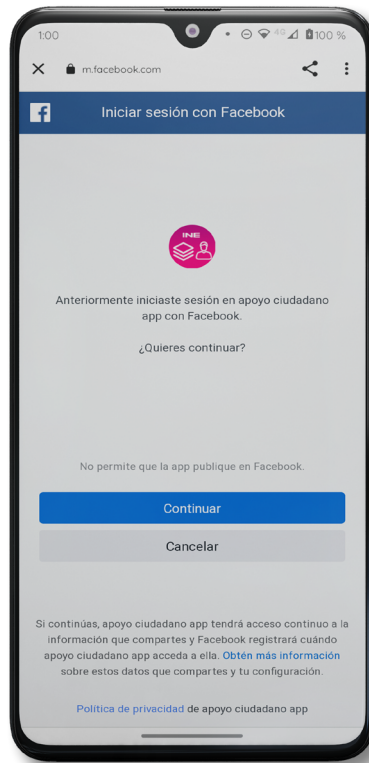 1:00
4G
100 %
m.facebook.com
f
Iniciar sesión con Facebook
INE
Anteriormente iniciaste sesión en apoyo ciudadano
app con Facebook.
¿Quieres continuar?
No permite que la app publique en Facebook.
Continuar
Cancelar
Si continúas, apoyo ciudadano app tendrá acceso continuo a la
información que compartes y Facebook registrará cuándo
apoyo ciudadano app acceda a ella. Obtén más información
sobre estos datos que compartes y tu configuración.
Política de privacidad de apoyo ciudadano app